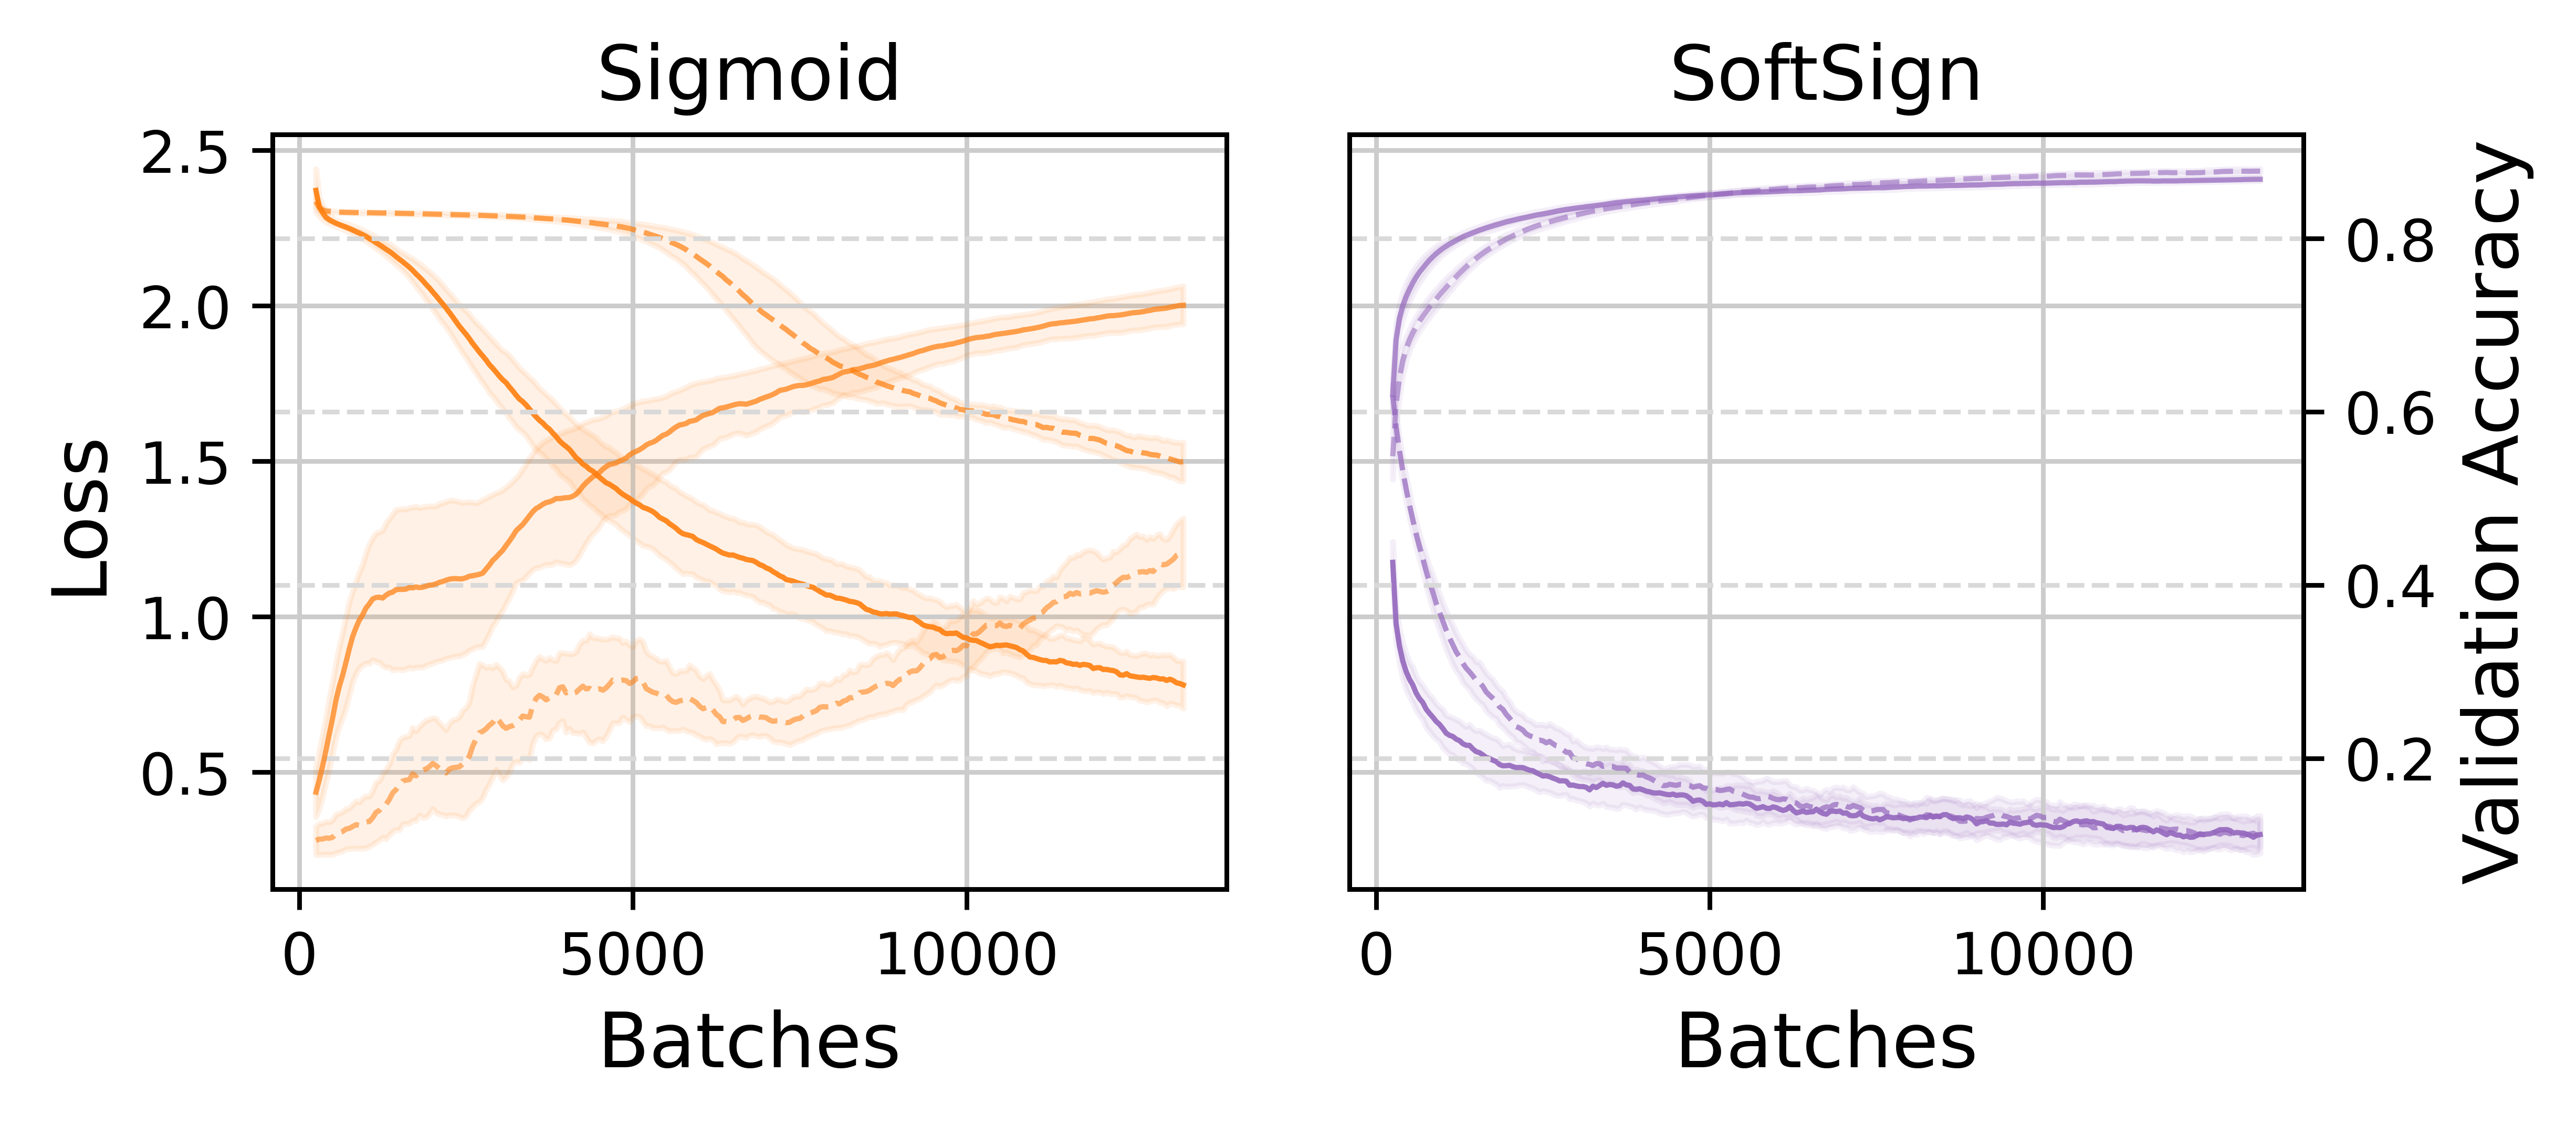 Sigmoid
SoftSign
2.5
2.0
1.5
1.0
0.5
Loss
0
5000
10000
Batches
0
5000
10000
Batches
0.8
0.6
0.4
0.2
Validation Accuracy